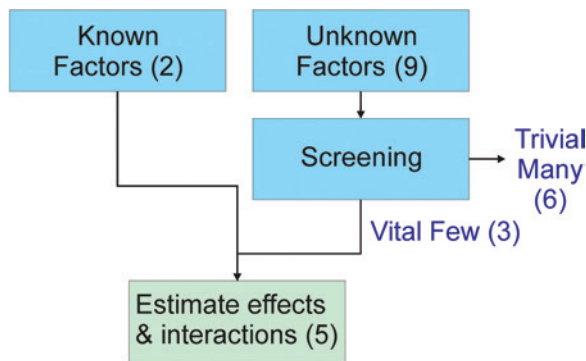 Known
Factors (2)
Unknown
Factors (9)
Screening
Trivial
Many
(6)
Vital Few (3)
Estimate effects
& interactions (5)